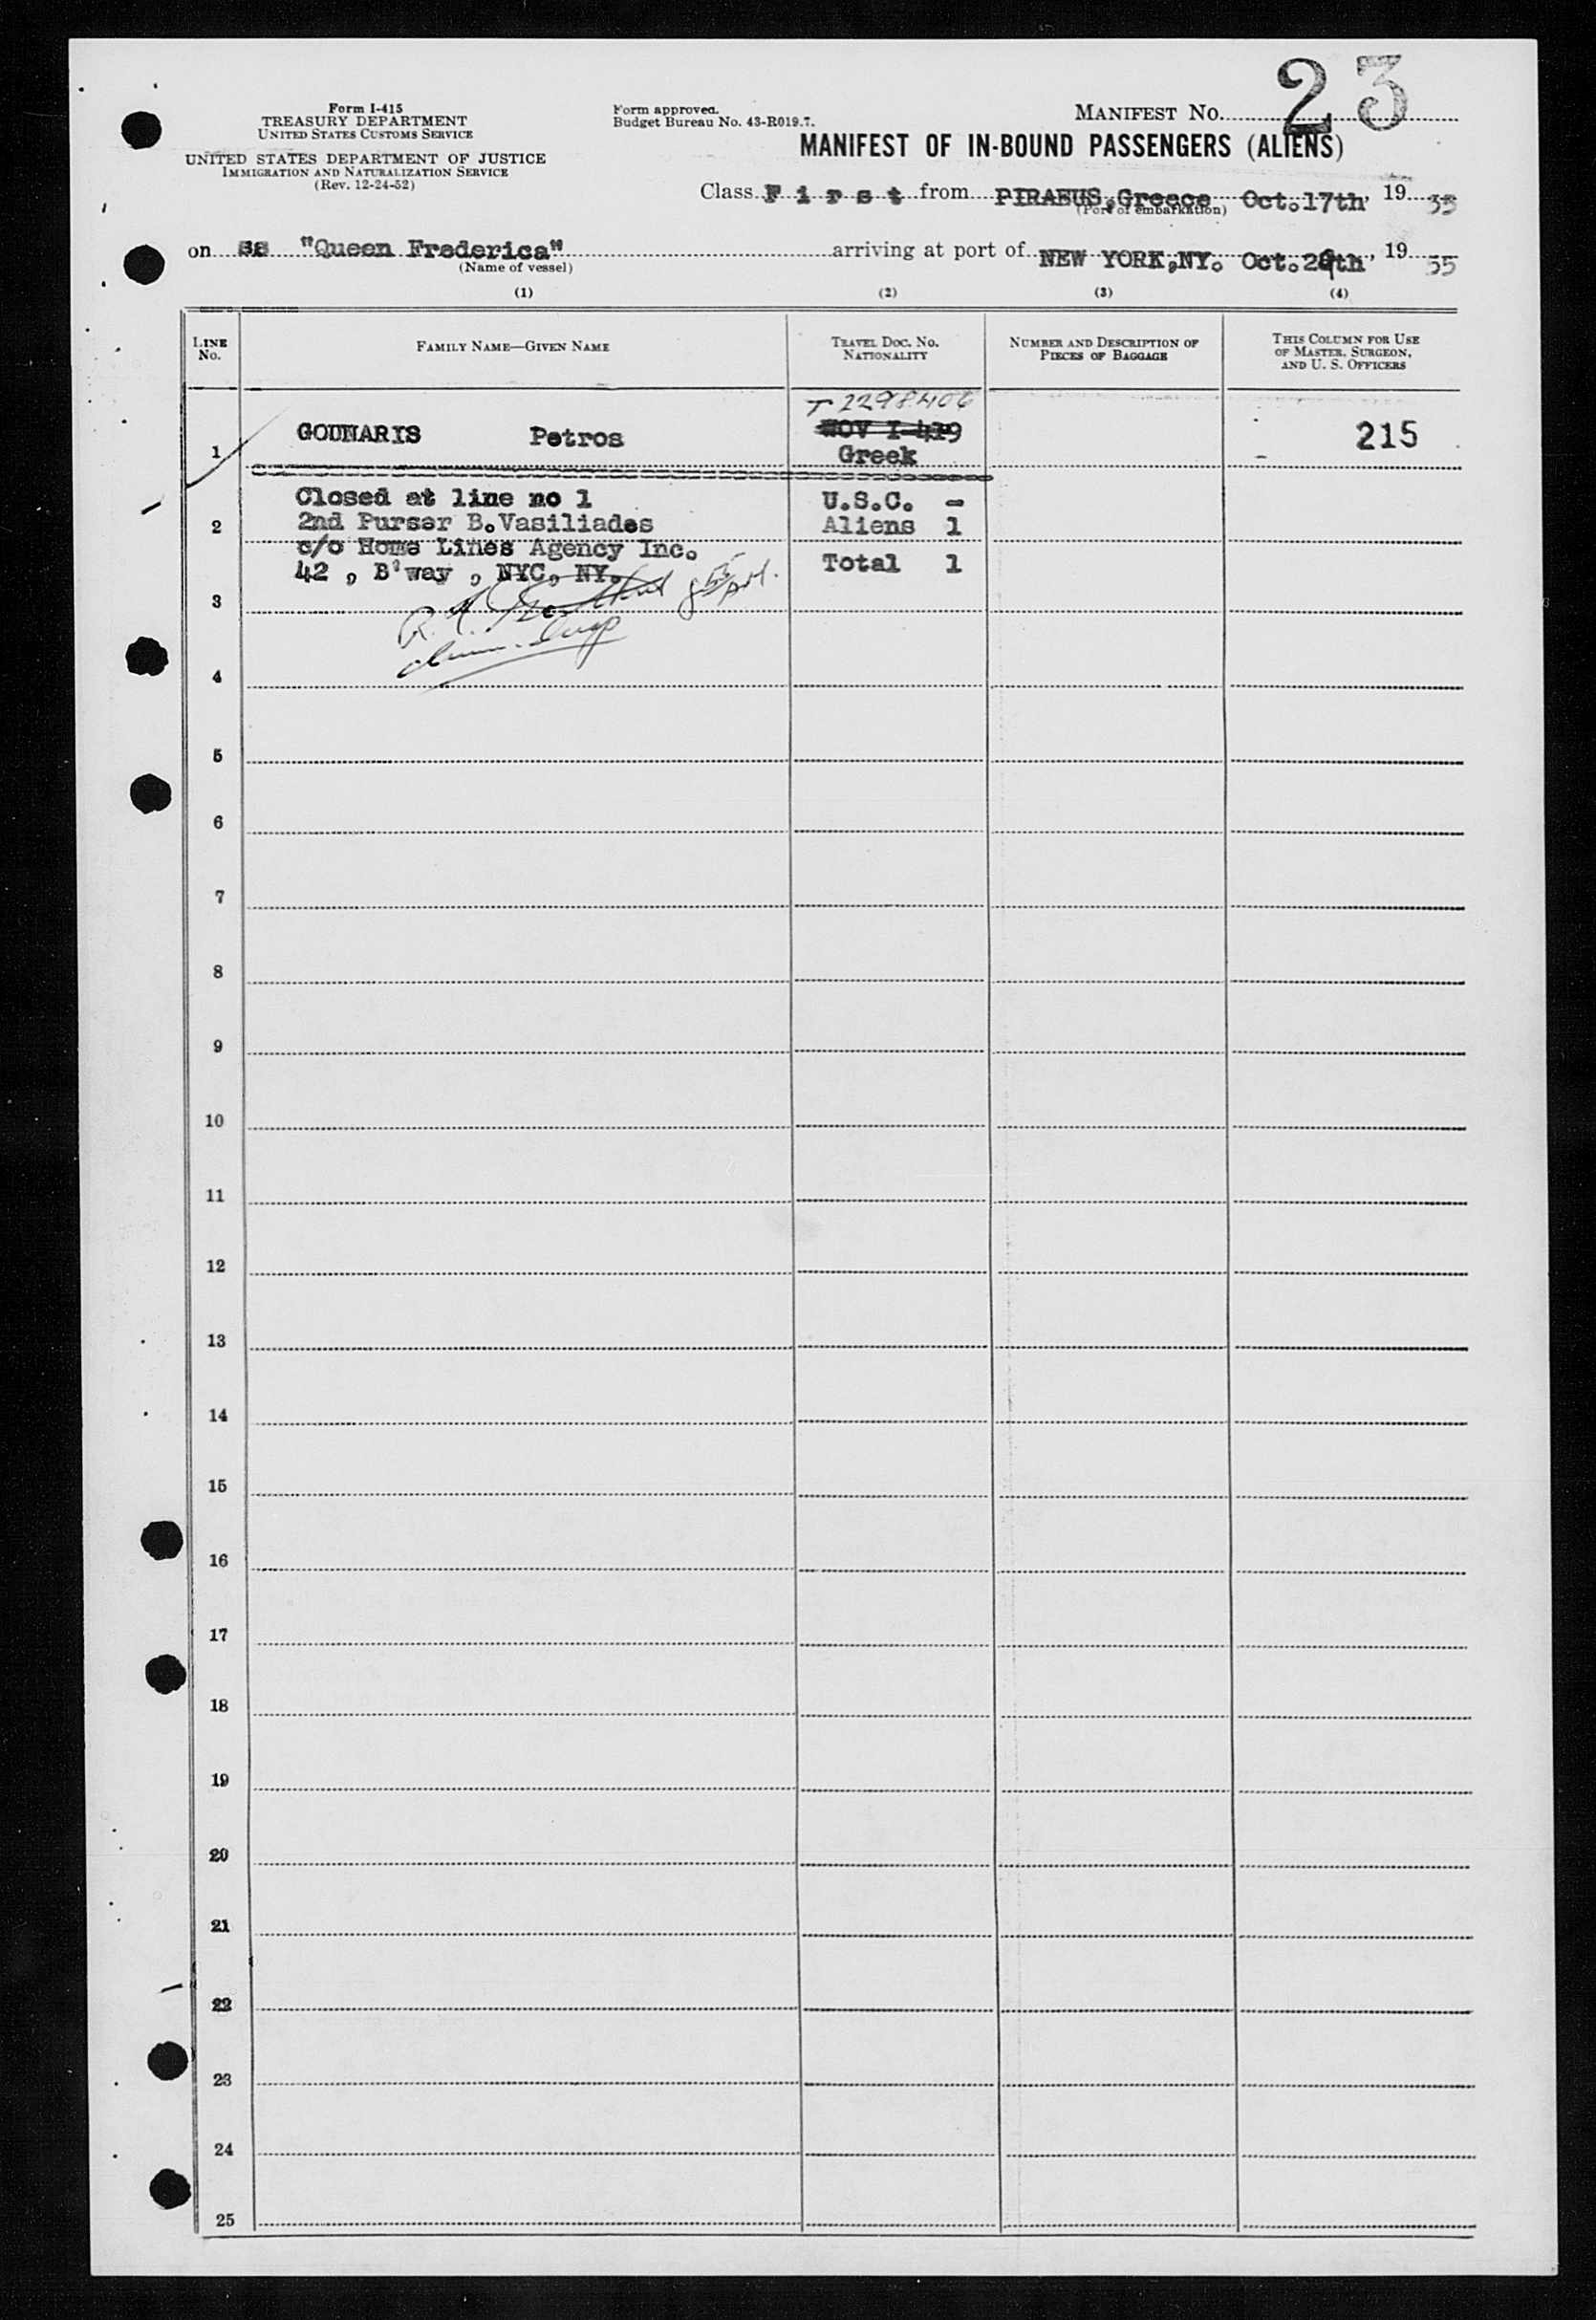 23
Form I-415
TREASURY DEPARTMENT
UNITED STATES CUSTOMS SERVICE
UNITED STATES DEPARTMENT OF JUSTICE
IMMIGRATION AND NATURALIZATION SERVICE
(Rev. 12-24-52)
Form approved.
Budget Bureau No. 43-R019.7.
MANIFEST No.
MANIFEST OF IN-BOUND PASSENGERS (ALIENS)
Class F i r s t from PIRAEUS, Greece Oct. 17th, 19 55
(Port of embarkation)
on ss "Queen Frederica" arriving at port of NEW YORK, NY. Oct. 29th, 19 55
(Name of vessel)
(1) (2) (3) (4)
LINE No. FAMILY NAME—GIVEN NAME TRAVEL DOC. No. NATIONALITY NUMBER AND DESCRIPTION OF PIECES OF BAGGAGE THIS COLUMN FOR USE OF MASTER, SURGEON, AND U. S. OFFICERS
T 2298406
1 GOUNARIS Petros Greek 215
Closed at line no 1 U.S.C. -
2 2nd Purser B. Vasiliades Aliens 1
c/o Home Lines Agency Inc.
42 , B'way , NYC, NY. Total 1
3
4
5
6
7
8
9
10
11
12
13
14
15
16
17
18
19
20
21
22
23
24
25